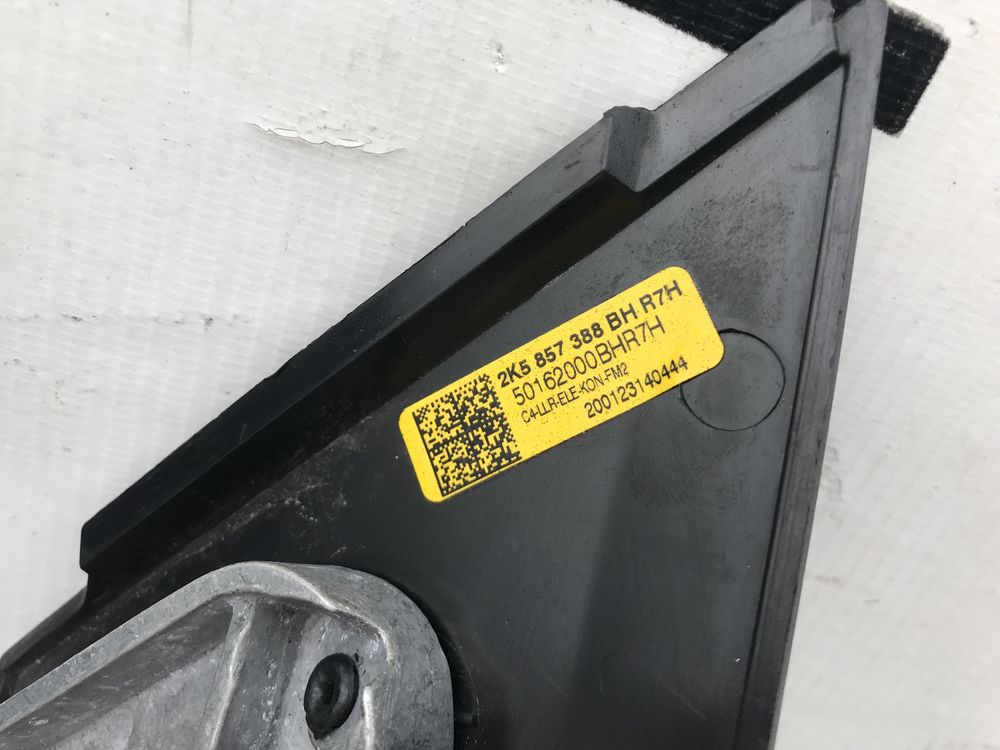 2K5 857 388 BH R7H
50162000BHR7H
C4-LLR-ELE-KON-FM2
200123140444